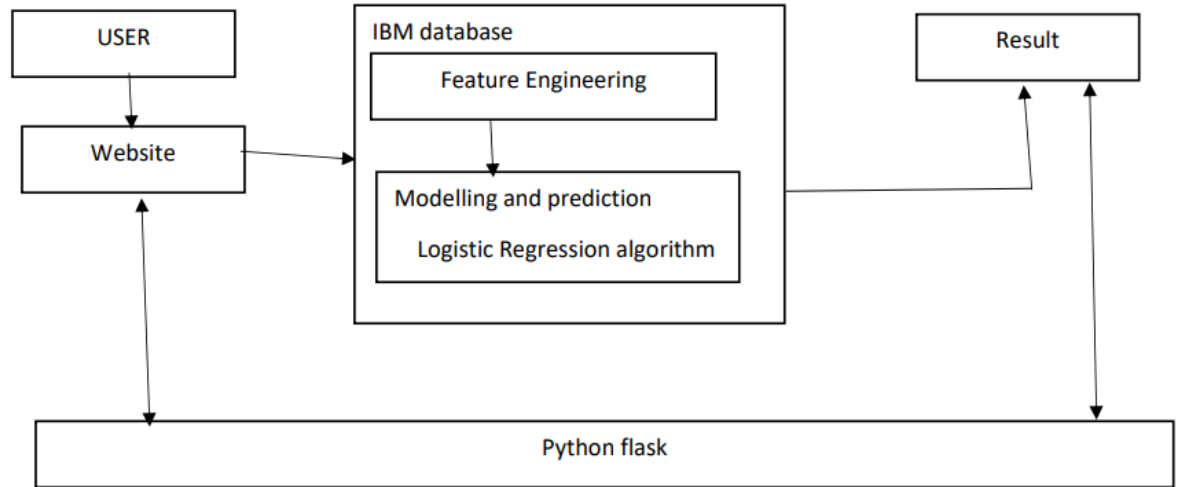 USER
Website
IBM database
Feature Engineering
Modelling and prediction
Logistic Regression algorithm
Result
Python flask